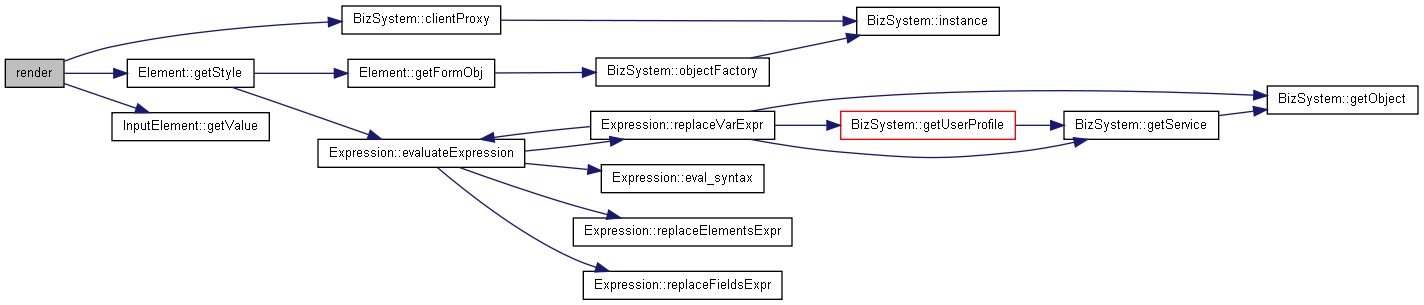 render
BizSystem::clientProxy
BizSystem::instance
Element::getStyle
Element::getFormObj
BizSystem::objectFactory
InputElement::getValue
Expression::evaluateExpression
Expression::replaceVarExpr
BizSystem::getUserProfile
BizSystem::getService
BizSystem::getObject
Expression::eval_syntax
Expression::replaceElementsExpr
Expression::replaceFieldsExpr